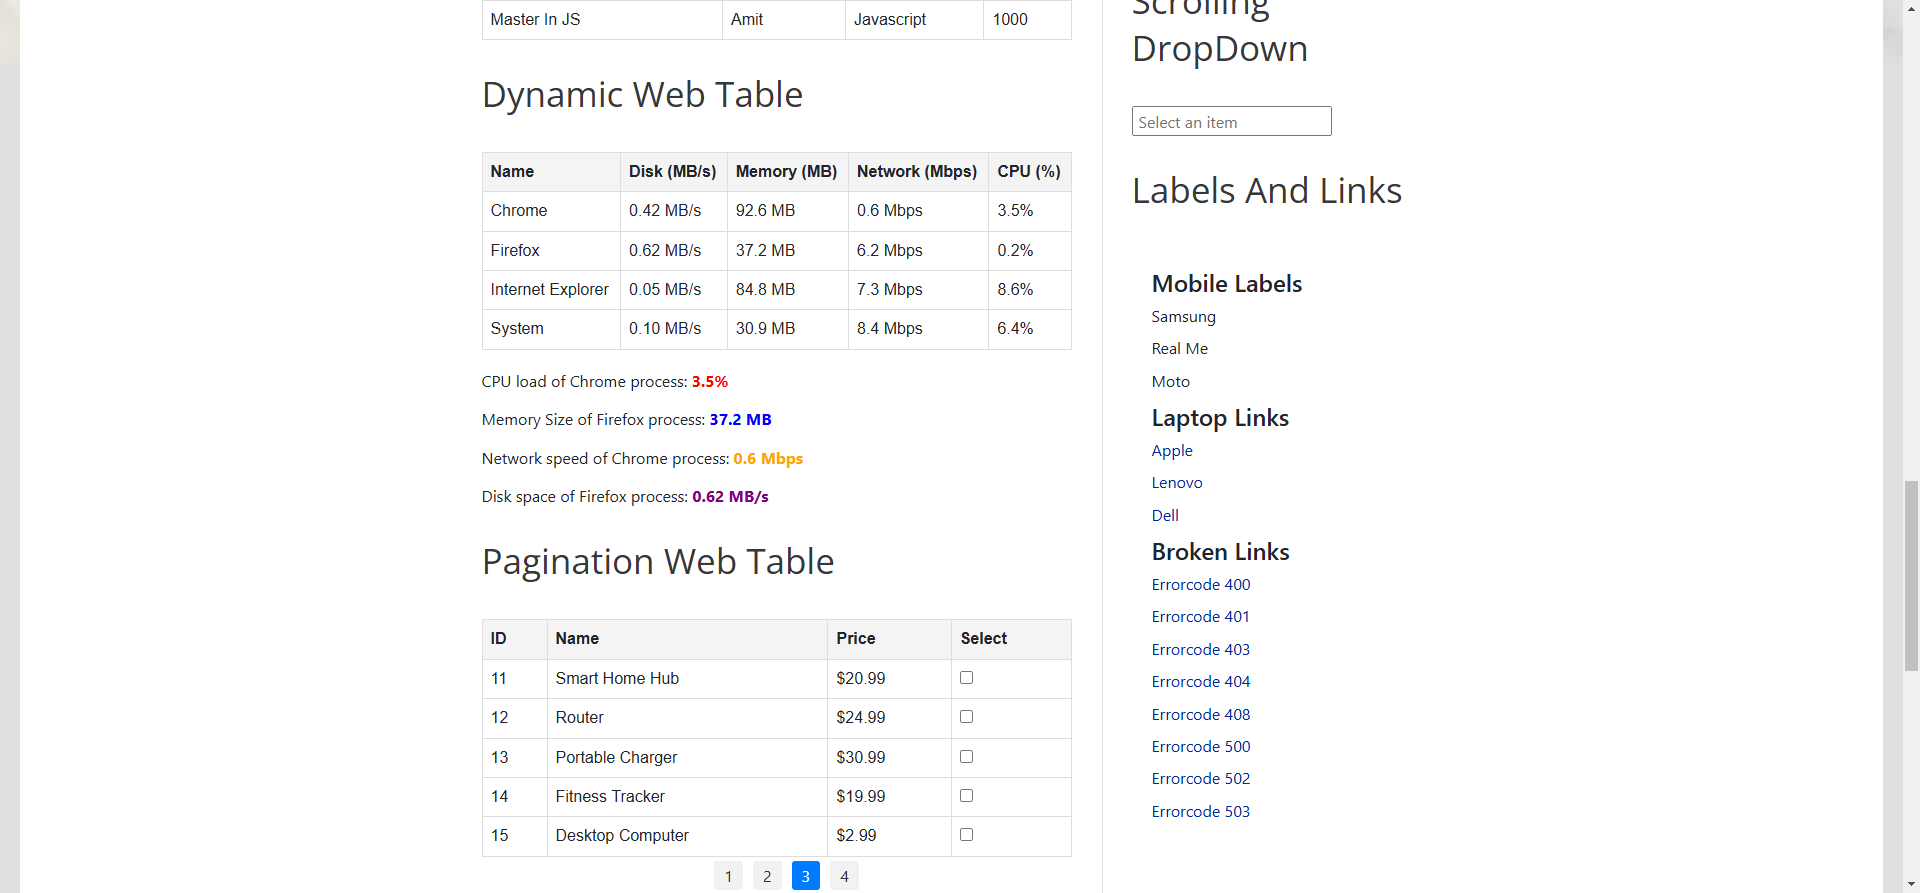 Master In JS Amit Javascript 1000
Dynamic Web Table
Name Disk (MB/s) Memory (MB) Network (Mbps) CPU (%)
Chrome 0.42 MB/s 92.6 MB 0.6 Mbps 3.5%
Firefox 0.62 MB/s 37.2 MB 6.2 Mbps 0.2%
Internet Explorer 0.05 MB/s 84.8 MB 7.3 Mbps 8.6%
System 0.10 MB/s 30.9 MB 8.4 Mbps 6.4%
CPU load of Chrome process: 3.5%
Memory Size of Firefox process: 37.2 MB
Network speed of Chrome process: 0.6 Mbps
Disk space of Firefox process: 0.62 MB/s
Pagination Web Table
ID Name Price Select
11 Smart Home Hub $20.99
12 Router $24.99
13 Portable Charger $30.99
14 Fitness Tracker $19.99
15 Desktop Computer $2.99
1 2 3 4
Scrolling
DropDown
Select an item
Labels And Links
Mobile Labels
Samsung
Real Me
Moto
Laptop Links
Apple
Lenovo
Dell
Broken Links
Errorcode 400
Errorcode 401
Errorcode 403
Errorcode 404
Errorcode 408
Errorcode 500
Errorcode 502
Errorcode 503